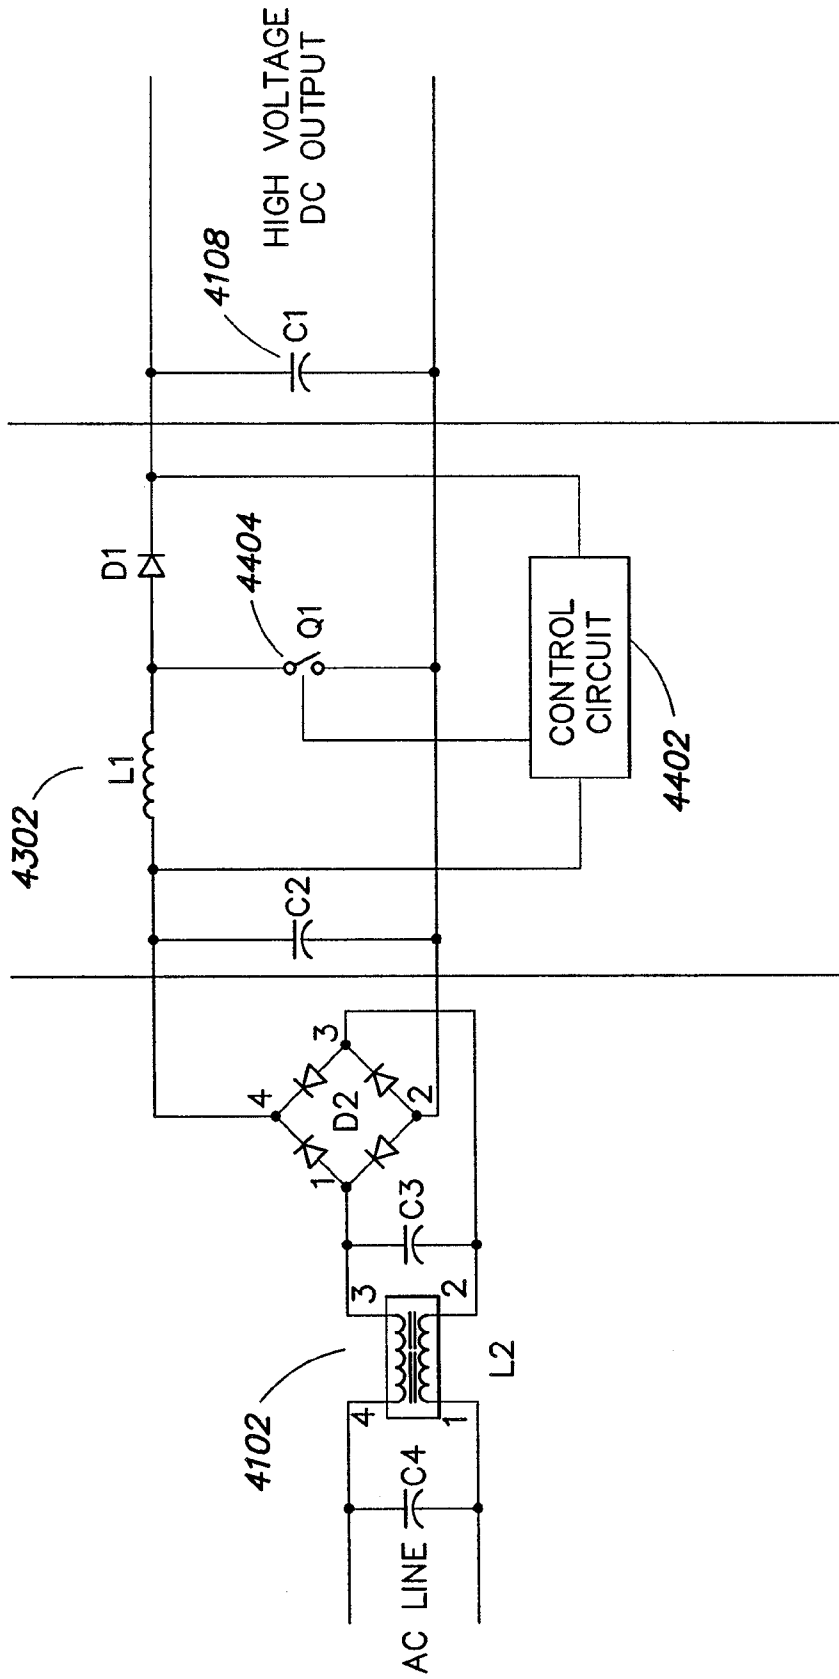 4302
L1
D1
4404
Q1
4108
C1
HIGH VOLTAGE
DC OUTPUT
C2
CONTROL
CIRCUIT
4402
4102
AC LINE
C4
4
3
1
2
L2
C3
1
4
3
2
D2